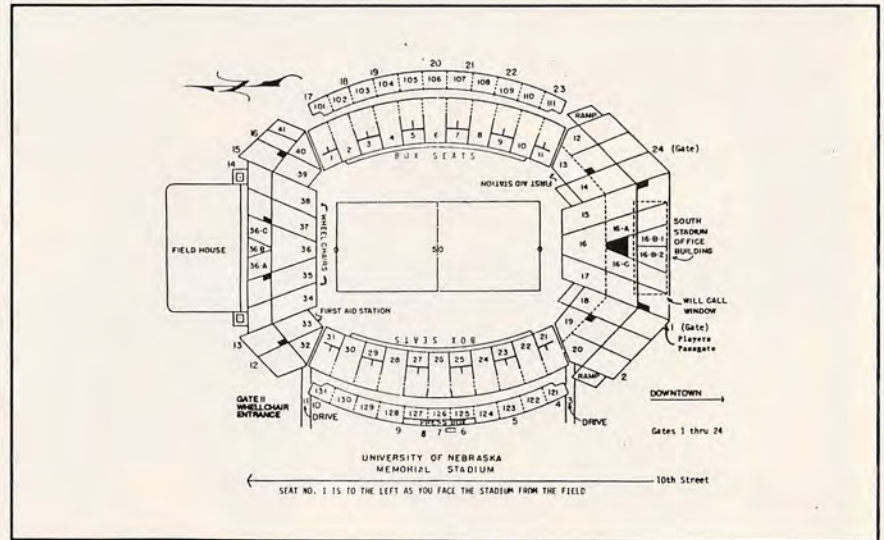 20
19 21
18 22
17 23
101 102 103 104 105 106 107 108 109 110 111
RAMP
24 (Gate)
16 41
15 40
14 39
1 2 3 4 5 6 7 8 9 10 11
12
13
14
BOX SEATS
FIRST AID STATION
38
37
36
35
34
33
32
36-C
36 B
36-A
FIELD HOUSE
WHEEL CHAIRS
50
15
16
17
18
19
20
16-A
16-C
16-B-1
16-B-2
SOUTH
STADIUM
OFFICE
BUILDING
WILL CALL
WINDOW
1 (Gate)
Players
Passgate
FIRST AID STATION
BOX SEATS
31 30 29 28 27 26 25 24 23 22 21
13
12
RAMP
2
GATE 11
WHELLCHAIR
ENTRANCE
11
10
DRIVE
131 130 129 128 127 126 125 124 123 122 121
PRESS BOX
9 8 7 6 5 4 3
DRIVE
DOWNTOWN
Gates 1 thru 24
UNIVERSITY OF NEBRASKA
MEMORIAL STADIUM
10th Street
SEAT NO. 1 IS TO THE LEFT AS YOU FACE THE STADIUM FROM THE FIELD